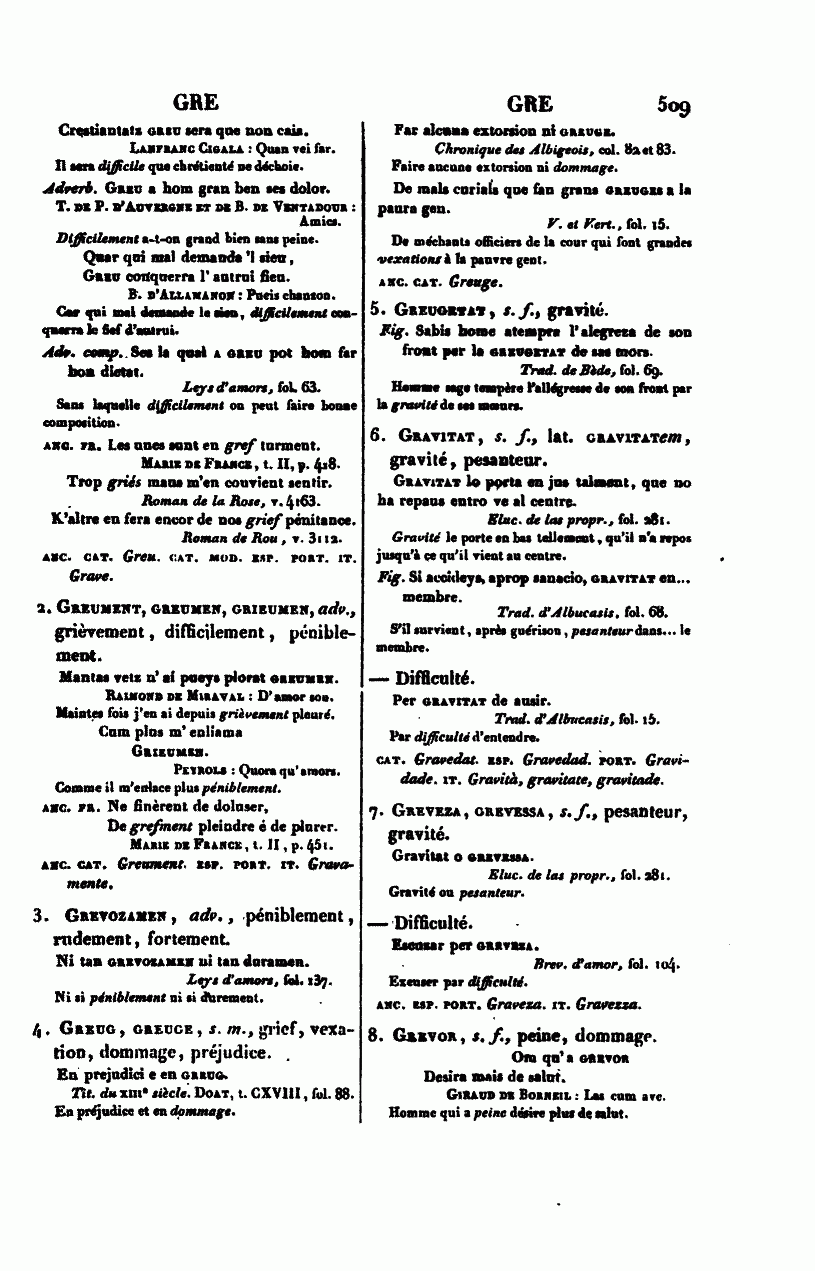 GRE
Crestiantatz GREU sera que non caia.
LANFRANC CIGALA : Quan vei far.
Il sera difficile que chrétienté ne déchoie.
Adverb. GREU a hom gran ben ses dolor.
T. DE P. D'AUVERGNE ET DE B. DE VENTADOUR :
Amics.
Difficilement a-t-on grand bien sans peine.
Quar qui mal demanda 'l sieu,
GREU conquerra l' autrui fieu.
B. D'ALLAMANON : Pueis chanson.
Car qui mal demande le sien, difficilement con-
querra le fief d'autrui.
Adv. comp. Ses la qual A GREU pot hom far
bon dictat.
Leys d'amors, fol. 63.
Sans laquelle difficilement on peut faire bonne
composition.
ANC. FR. Les unes sunt en gref turment.
MARIE DE FRANCE, t. II, p. 428.
Trop griés maus m'en convient sentir.
Roman de la Rose, v. 4163.
K'altre en fera encor de nos grief pénitance.
Roman de Rou, v. 3112.
ANC. CAT. Greu. CAT. MOD. ESP. PORT. IT.
Grave.
2. GREUMENT, GREUMEN, GRIEUMEN, adv.,
grièvement, difficilement, pénible-
ment.
Mantas vetz n' ai pueys plorat GREUMEN.
RAIMOND DE MIRAVAL : D'amor son.
Maintes fois j'en ai depuis grièvement pleuré.
Cum plus m' enliama
GRIEUMEN.
PEYROLS : Quora qu'amors.
Comme il m'enlace plus péniblement.
ANC. FR. Ne finèrent de doluser,
De grefment pleindre é de plurer.
MARIE DE FRANCE, t. II, p. 451.
ANC. CAT. Greument. ESP. PORT. IT. Grava-
mente.
3. GREVOZAMEN, adv., péniblement,
rudement, fortement.
Ni tan GREVOZAMEN ni tan duramen.
Leys d'amors, fol. 137.
Ni si péniblement ni si durement.
4. GREUG, GREUGE, s. m., grief, vexa-
tion, dommage, préjudice.
En prejudici e en GREUG.
Tit. du XIIIe siècle. DOAT, t. CXVIII, fol. 88.
En préjudice et en dommage.
GRE 509
Far alcuna extorsion ni GREUGE.
Chronique des Albigeois, col. 82 et 83.
Faire aucune extorsion ni dommage.
De mals curials que fan grans GREUGES a la
paura gen.
V. et Vert., fol. 15.
De méchants officiers de la cour qui font grandes
vexations à la pauvre gent.
ANC. CAT. Greuge.
5. GREUGETAT, s. f., gravité.
Fig. Sabis home atempra l'alegreza de son
front per la GREUGETAT de sas mors.
Trad. de Bède, fol. 69.
Homme sage tempère l'allégresse de son front par
la gravité de ses mœurs.
6. GRAVITAT, s. f., lat. GRAVITATem,
gravité, pesanteur.
GRAVITAT lo porta en jus talment, que no
ha repaus entro ve al centre.
Eluc. de las propr., fol. 281.
Gravité le porte en bas tellement, qu'il n'a repos
jusqu'à ce qu'il vient au centre.
Fig. Si accideys, aprop sanacio, GRAVITAT en...
membre.
Trad. d'Albucasis, fol. 68.
S'il survient, après guérison, pesanteur dans... le
membre.
— Difficulté.
Per GRAVITAT de ausir.
Trad. d'Albucasis, fol. 15.
Par difficulté d'entendre.
CAT. Gravedat. ESP. Gravedad. PORT. Gravi-
dade. IT. Gravità, gravitate, gravitade.
7. GREVEZA, GREVESSA, s. f., pesanteur,
gravité.
Gravitat o GREVESSA.
Eluc. de las propr., fol. 281.
Gravité ou pesanteur.
— Difficulté.
Escuzar per GREVEZA.
Brev. d'amor, fol. 104.
Excuser par difficulté.
ANC. ESP. PORT. Graveza. IT. Gravezza.
8. GREVOR, s. f., peine, dommage.
Om qu' a GREVOR
Desira mais de salut.
GIRAUD DE BORNEIL : Las cum ave.
Homme qui a peine désire plus de salut.